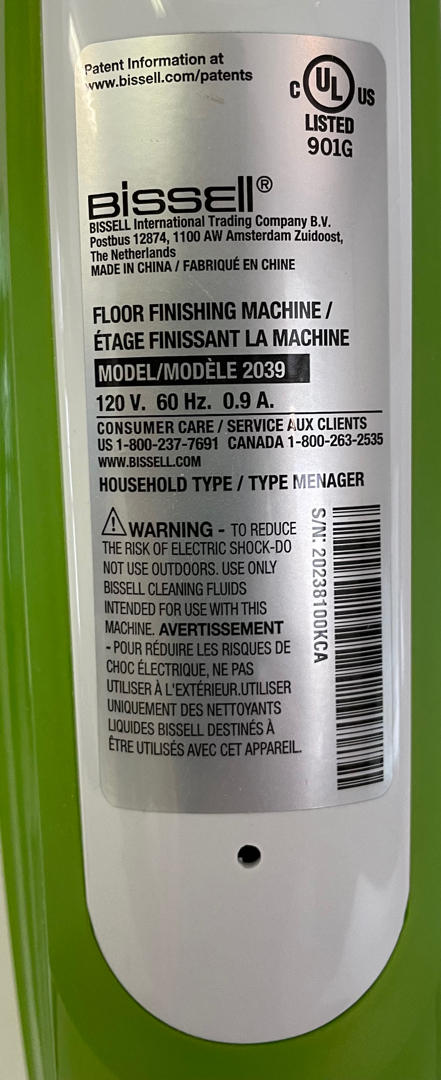 Patent Information at
www.bissell.com/patents
C UL US
LISTED
901G
BISSELL®
BISSELL International Trading Company B.V.
Postbus 12874, 1100 AW Amsterdam Zuidoost,
The Netherlands
MADE IN CHINA / FABRIQUÉ EN CHINE
FLOOR FINISHING MACHINE /
ÉTAGE FINISSANT LA MACHINE
MODEL/MODÈLE 2039
120 V. 60 Hz. 0.9 A.
CONSUMER CARE / SERVICE AUX CLIENTS
US 1-800-237-7691 CANADA 1-800-263-2535
WWW.BISSELL.COM
HOUSEHOLD TYPE / TYPE MENAGER
WARNING - TO REDUCE
THE RISK OF ELECTRIC SHOCK-DO
NOT USE OUTDOORS. USE ONLY
BISSELL CLEANING FLUIDS
INTENDED FOR USE WITH THIS
MACHINE. AVERTISSEMENT
- POUR RÉDUIRE LES RISQUES DE
CHOC ÉLECTRIQUE, NE PAS
UTILISER À L'EXTÉRIEUR.UTILISER
UNIQUEMENT DES NETTOYANTS
LIQUIDES BISSELL DESTINÉS À
ÊTRE UTILISÉS AVEC CET APPAREIL.
S/N: 20238100KCA